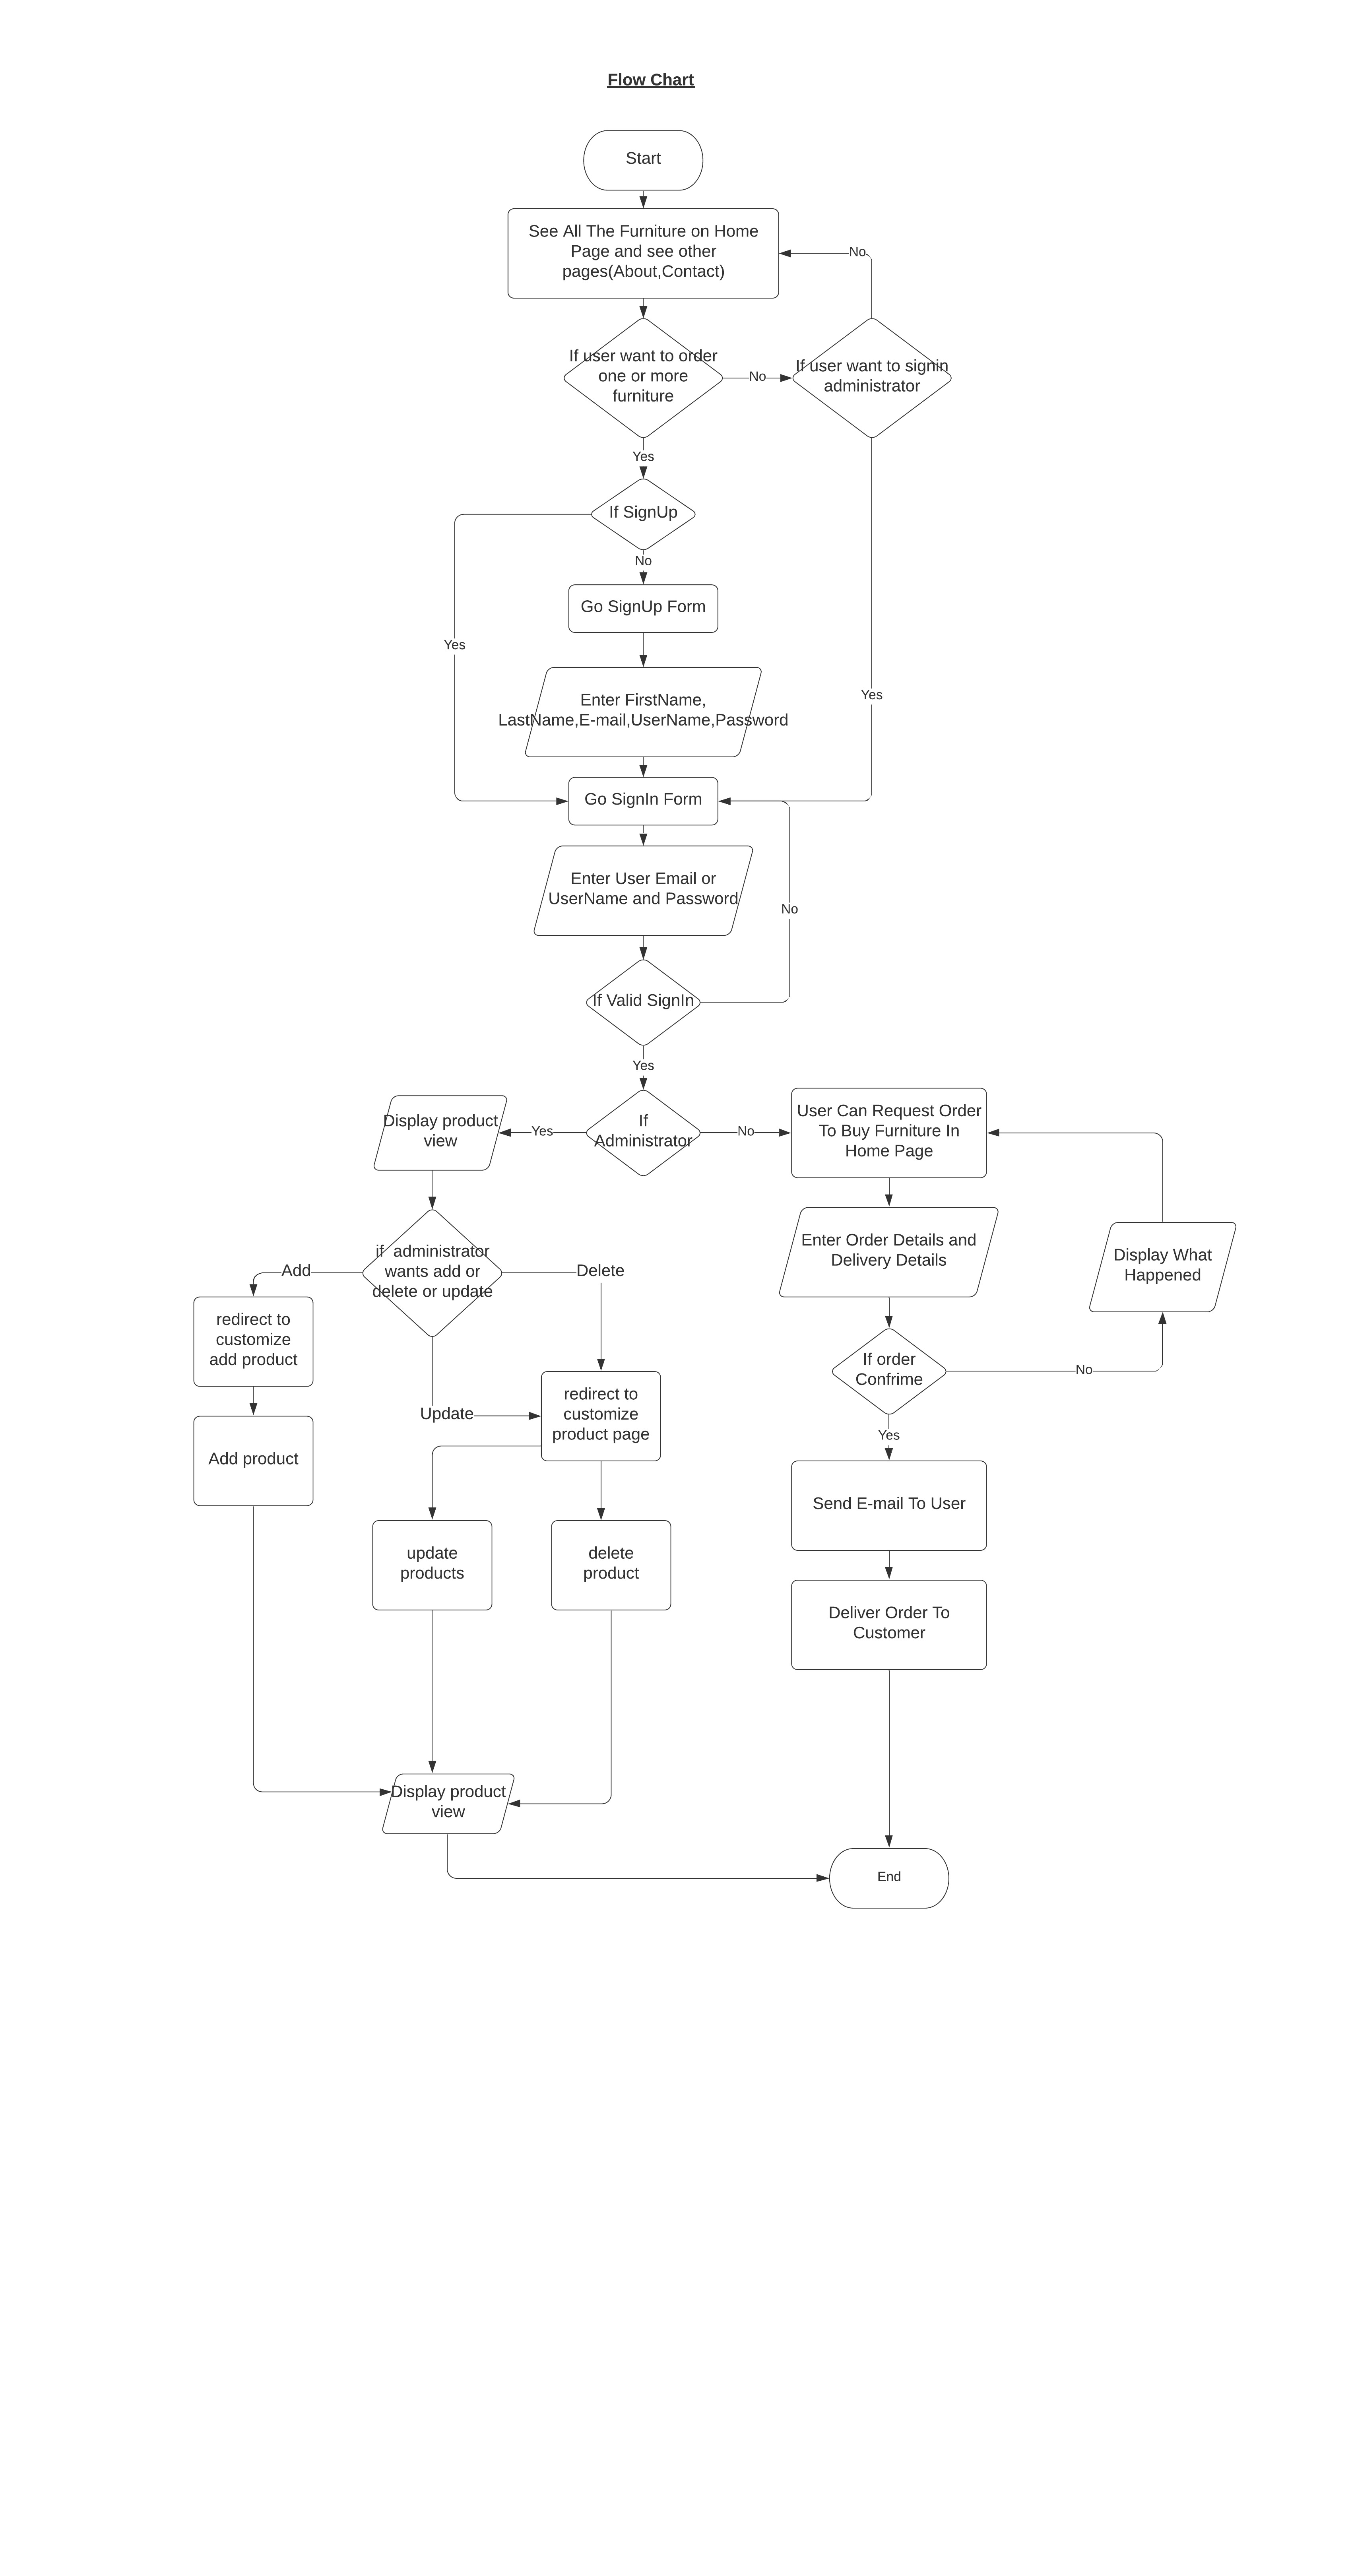 Flow Chart
Start
See All The Furniture on Home
Page and see other
pages(About,Contact)
No
If user want to order
one or more
furniture
No
If user want to signin
administrator
Yes
If SignUp
No
Go SignUp Form
Yes
Enter FirstName,
LastName,E-mail,UserName,Password
Yes
Go SignIn Form
Enter User Email or
UserName and Password
No
If Valid SignIn
Yes
Display product
view
Yes
If
Administrator
No
User Can Request Order
To Buy Furniture In
Home Page
if  administrator
wants add or
delete or update
Add
Delete
Enter Order Details and
Delivery Details
Display What
Happened
redirect to
customize
add product
If order
Confrime
No
Update
redirect to
customize
product page
Yes
Add product
Send E-mail To User
update
products
delete
product
Deliver Order To
Customer
Display product
view
End